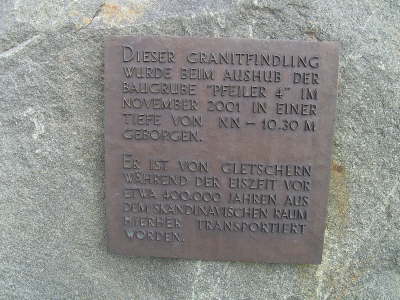 DIESER GRANITFINDLING
WURDE BEIM AUSHUB DER
BAUGRUBE "PFEILER 4" IM
NOVEMBER 2001 IN EINER
TIEFE VON NN - 10.30 M
GEBORGEN.
ER IST VON GLETSCHERN
WÄHREND DER EISZEIT VOR
ETWA 400.000 JAHREN AUS
DEM SKANDINAVISCHEN RAUM
HIERHER TRANSPORTIERT
WORDEN.